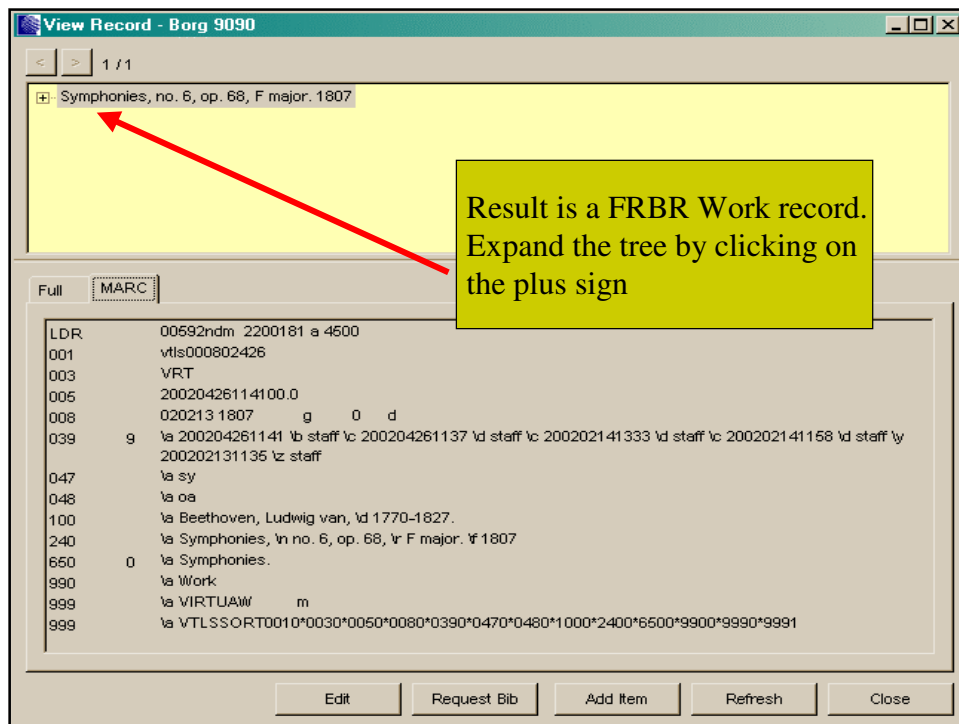 View Record - Borg 9090
< > 1 / 1
Symphonies, no. 6, op. 68, F major. 1807
Result is a FRBR Work record.
Expand the tree by clicking on
the plus sign
Full MARC
LDR 00592ndm 2200181 a 4500
001 vtls000802426
003 VRT
005 20020426114100.0
008 020213 1807 g 0 d
039 9 \a 200204261141 \b staff \c 200204261137 \d staff \c 200202141333 \d staff \c 200202141158 \d staff \y
200202131135 \z staff
047 \a sy
048 \a oa
100 \a Beethoven, Ludwig van, \d 1770-1827.
240 \a Symphonies, \n no. 6, op. 68, \r F major. \f 1807
650 0 \a Symphonies.
990 \a Work
999 \a VIRTUAW m
999 \a VTLSSORT0010*0030*0050*0080*0390*0470*0480*1000*2400*6500*9900*9990*9991
Edit Request Bib Add Item Refresh Close